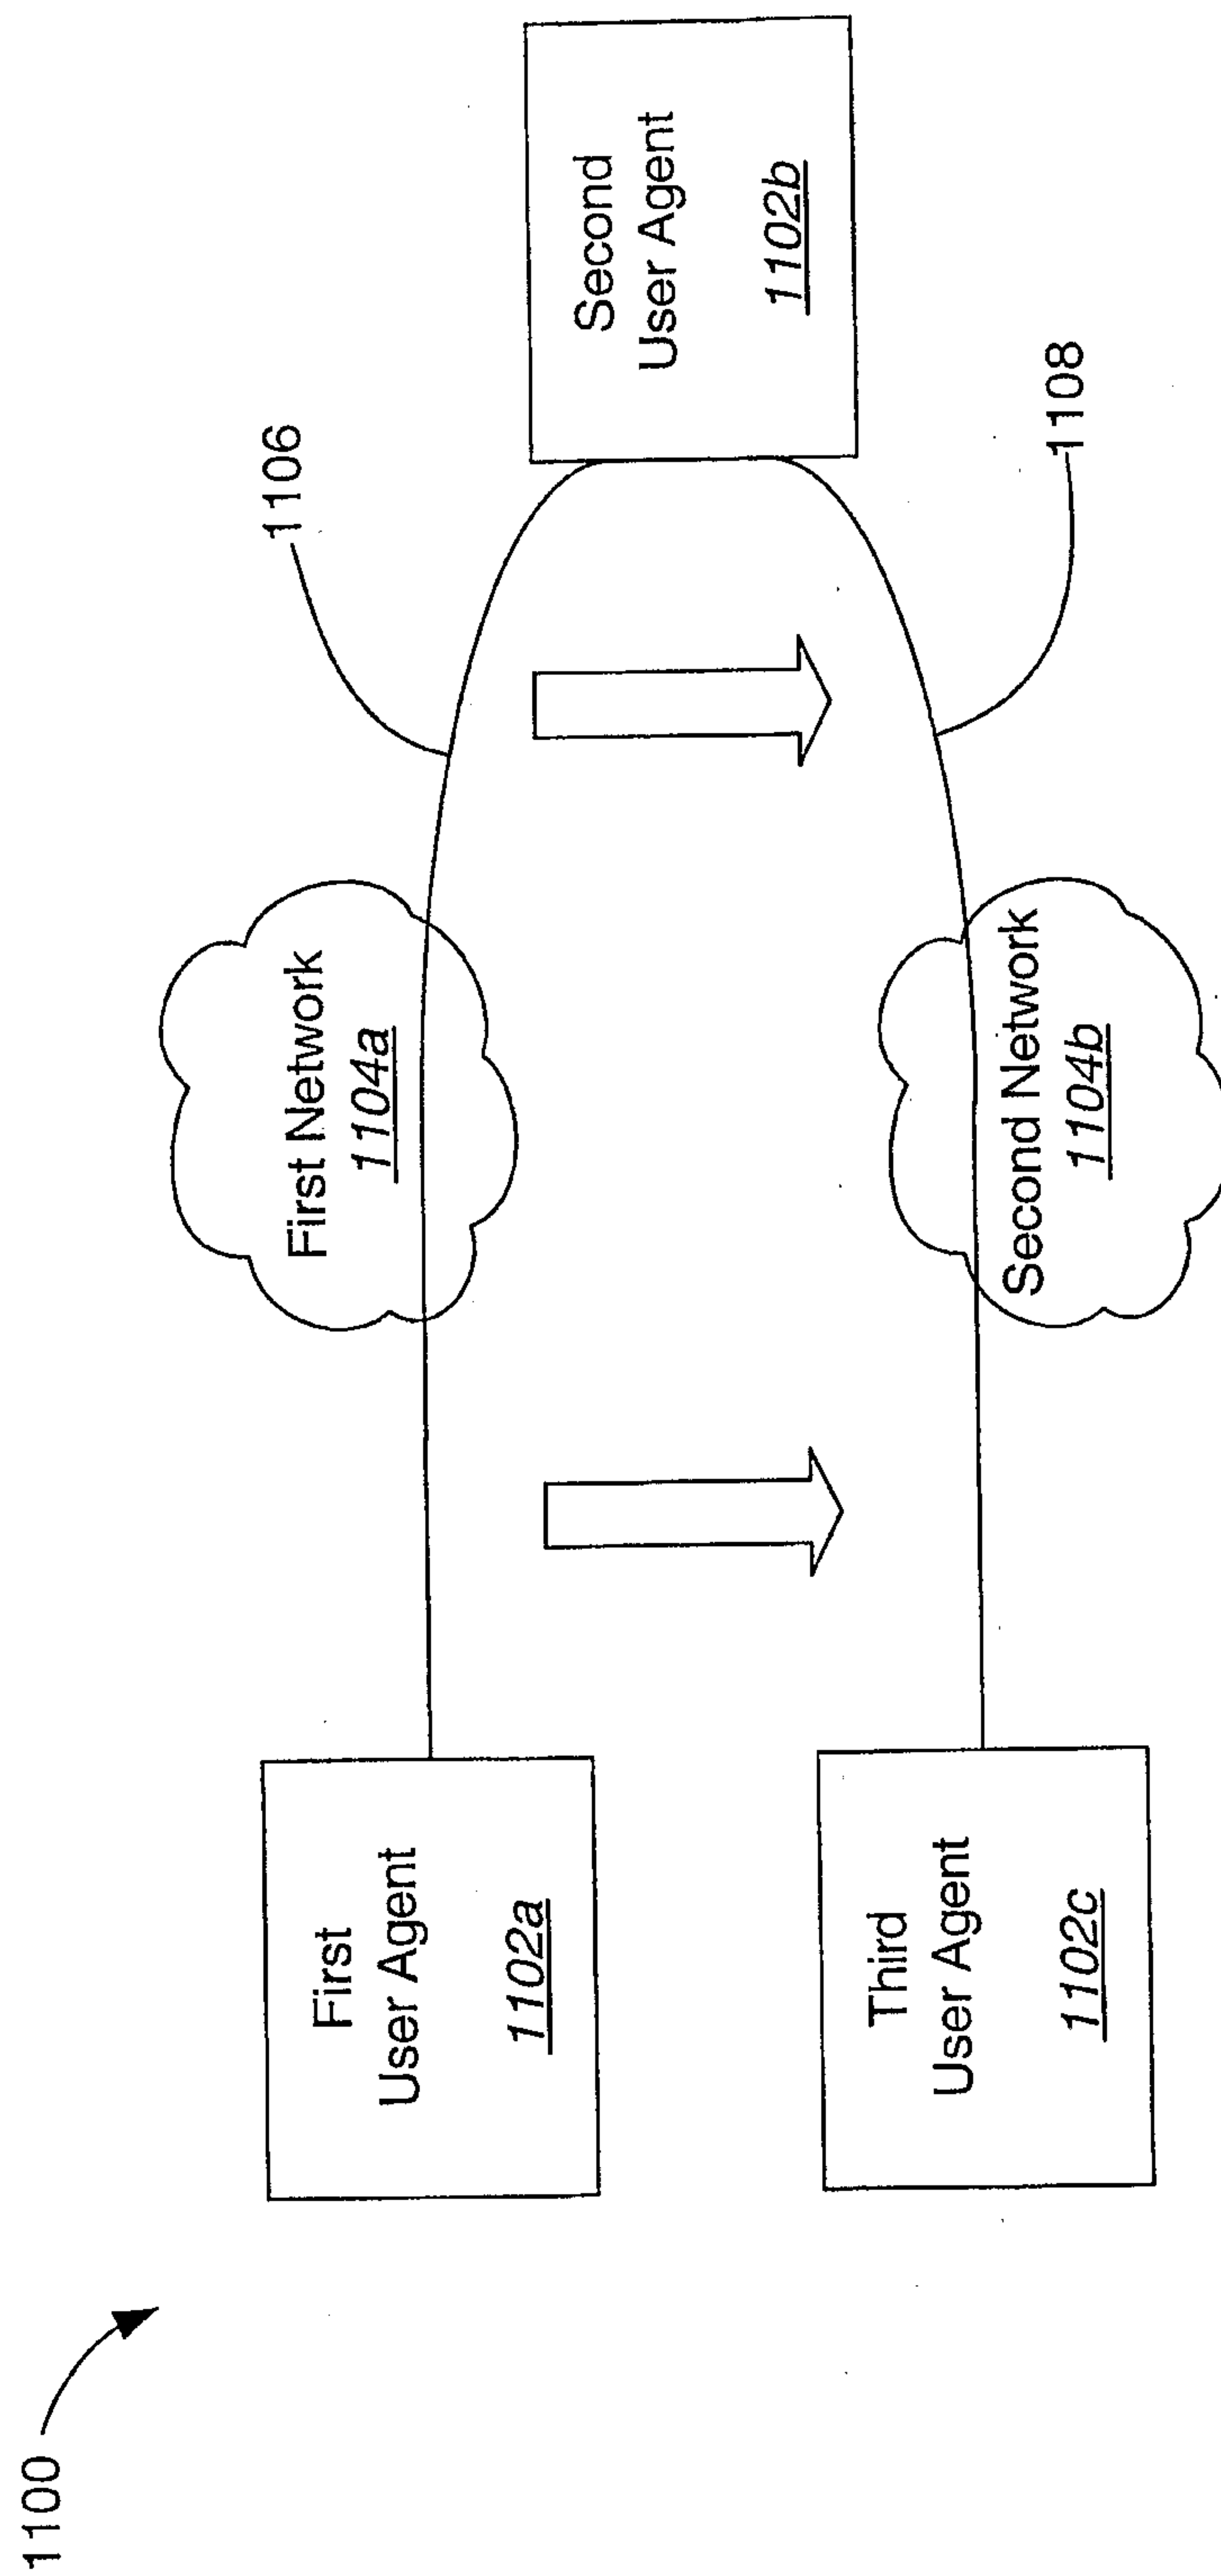 1100
First
User Agent
1102a
First Network
1104a
1106
Second
User Agent
1102b
Third
User Agent
1102c
Second Network
1104b
1108